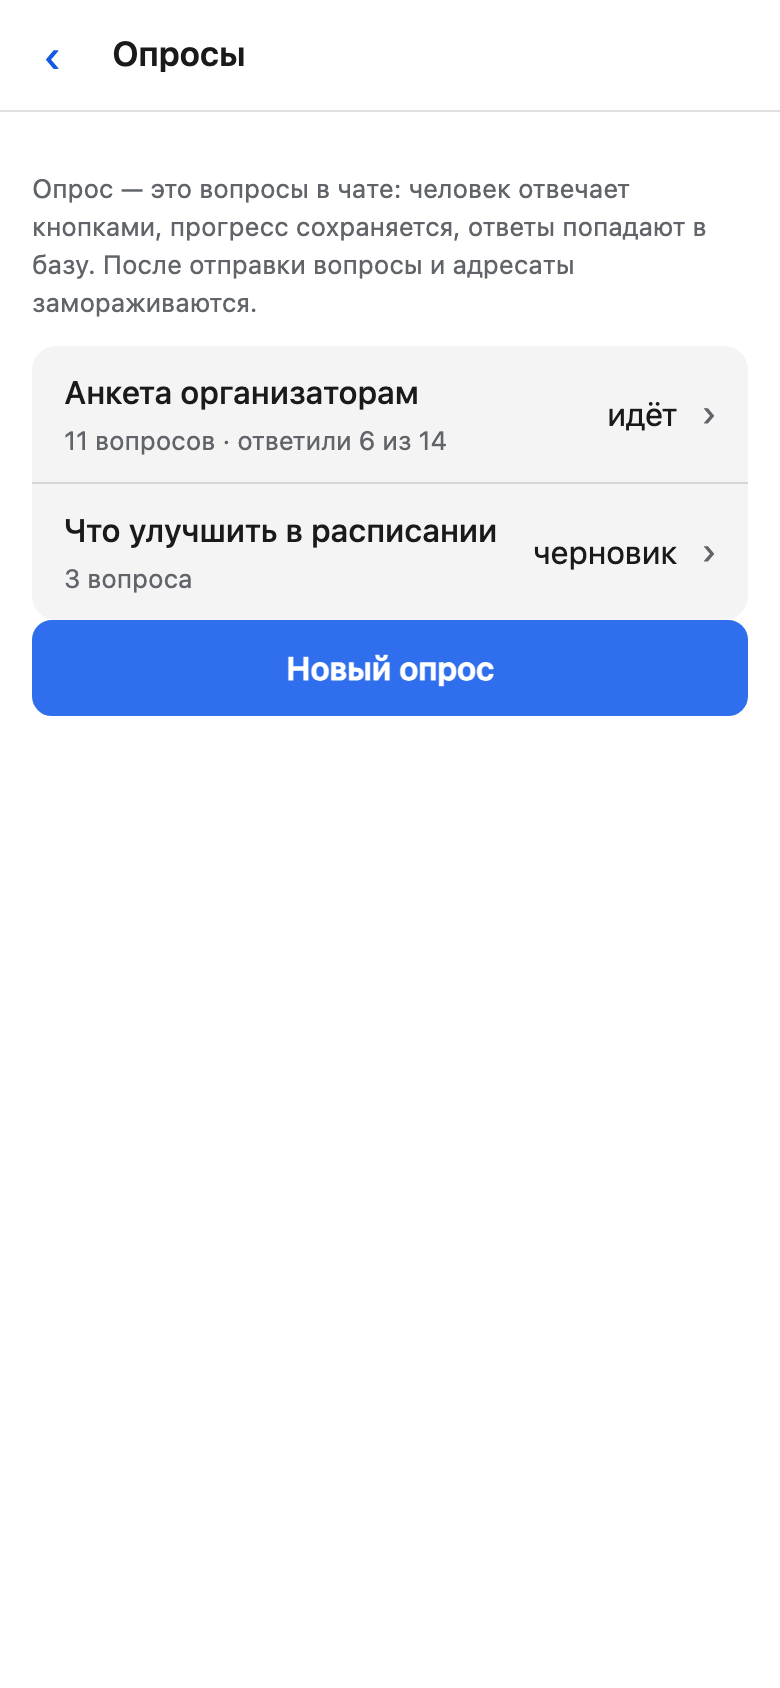 ‹ Опросы
Опрос — это вопросы в чате: человек отвечает
кнопками, прогресс сохраняется, ответы попадают в
базу. После отправки вопросы и адресаты
замораживаются.
Анкета организаторам
11 вопросов · ответили 6 из 14
идёт ›
Что улучшить в расписании
3 вопроса
черновик ›
Новый опрос